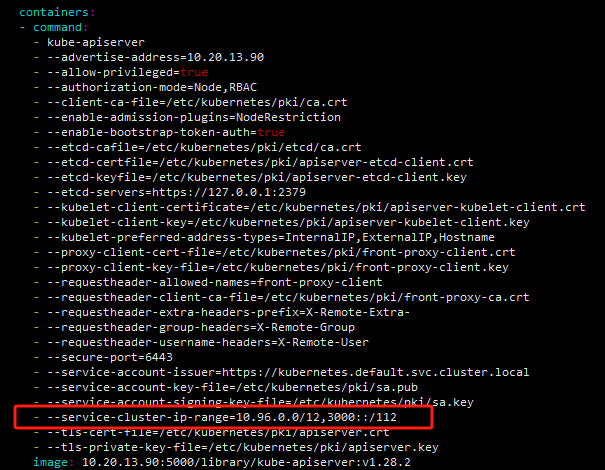 containers:
- command:
- kube-apiserver
- --advertise-address=10.20.13.90
- --allow-privileged=true
- --authorization-mode=Node,RBAC
- --client-ca-file=/etc/kubernetes/pki/ca.crt
- --enable-admission-plugins=NodeRestriction
- --enable-bootstrap-token-auth=true
- --etcd-cafile=/etc/kubernetes/pki/etcd/ca.crt
- --etcd-certfile=/etc/kubernetes/pki/apiserver-etcd-client.crt
- --etcd-keyfile=/etc/kubernetes/pki/apiserver-etcd-client.key
- --etcd-servers=https://127.0.0.1:2379
- --kubelet-client-certificate=/etc/kubernetes/pki/apiserver-kubelet-client.crt
- --kubelet-client-key=/etc/kubernetes/pki/apiserver-kubelet-client.key
- --kubelet-preferred-address-types=InternalIP,ExternalIP,Hostname
- --proxy-client-cert-file=/etc/kubernetes/pki/front-proxy-client.crt
- --proxy-client-key-file=/etc/kubernetes/pki/front-proxy-client.key
- --requestheader-allowed-names=front-proxy-client
- --requestheader-client-ca-file=/etc/kubernetes/pki/front-proxy-ca.crt
- --requestheader-extra-headers-prefix=X-Remote-Extra-
- --requestheader-group-headers=X-Remote-Group
- --requestheader-username-headers=X-Remote-User
- --secure-port=6443
- --service-account-issuer=https://kubernetes.default.svc.cluster.local
- --service-account-key-file=/etc/kubernetes/pki/sa.pub
- --service-account-signing-key-file=/etc/kubernetes/pki/sa.key
- --service-cluster-ip-range=10.96.0.0/12,3000::/112
- --tls-cert-file=/etc/kubernetes/pki/apiserver.crt
- --tls-private-key-file=/etc/kubernetes/pki/apiserver.key
image: 10.20.13.90:5000/library/kube-apiserver:v1.28.2